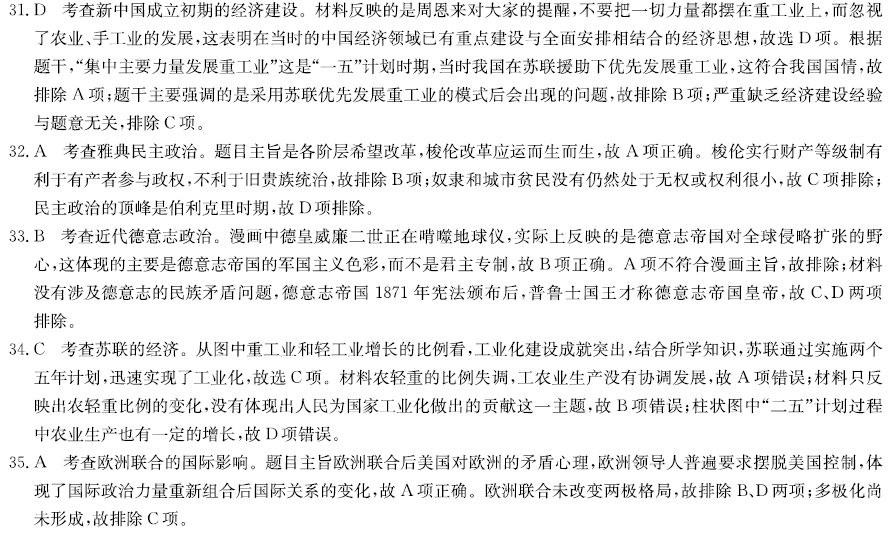 31. D 考查新中国成立初期的经济建设。材料反映的是周恩来对大家的提醒,不要把一切力量都摆在重工业上,而忽视
了农业、手工业的发展,这表明在当时的中国经济领域已有重点建设与全面安排相结合的经济思想,故选 D 项。根据
题干,“集中主要力量发展重工业”这是“一五”计划时期,当时我国在苏联援助下优先发展重工业,这符合我国国情,故
排除 A 项;题干主要强调的是采用苏联优先发展重工业的模式后会出现的问题,故排除 B 项;严重缺乏经济建设经验
与题意无关,排除 C 项。
32. A 考查雅典民主政治。题目主旨是各阶层希望改革,梭伦改革应运而生而生,故 A 项正确。梭伦实行财产等级制有
利于有产者参与政权,不利于旧贵族统治,故排除 B 项;奴隶和城市贫民没有仍然处于无权或权利很小,故 C 项排除;
民主政治的顶峰是伯利克里时期,故 D 项排除。
33. B 考查近代德意志政治。漫画中德皇威廉二世正在啃噬地球仪,实际上反映的是德意志帝国对全球侵略扩张的野
心,这体现的主要是德意志帝国的军国主义色彩,而不是君主专制,故 B 项正确。A 项不符合漫画主旨,故排除;材料
没有涉及德意志的民族矛盾问题,德意志帝国 1871 年宪法颁布后,普鲁士国王才称德意志帝国皇帝,故 C、D 两项
排除。
34. C 考查苏联的经济。从图中重工业和轻工业增长的比例看,工业化建设成就突出,结合所学知识,苏联通过实施两个
五年计划,迅速实现了工业化,故选 C 项。材料农轻重的比例失调,工农业生产没有协调发展,故 A 项错误;材料只反
映出农轻重比例的变化,没有体现出人民为国家工业化做出的贡献这一主题,故 B 项错误;柱状图中“二五”计划过程
中农业生产也有一定的增长,故 D 项错误。
35. A 考查欧洲联合的国际影响。题目主旨欧洲联合后美国对欧洲的矛盾心理,欧洲领导人普遍要求摆脱美国控制,体
现了国际政治力量重新组合后国际关系的变化,故 A 项正确。欧洲联合未改变两极格局,故排除 B、D 两项;多极化尚
未形成,故排除 C 项。